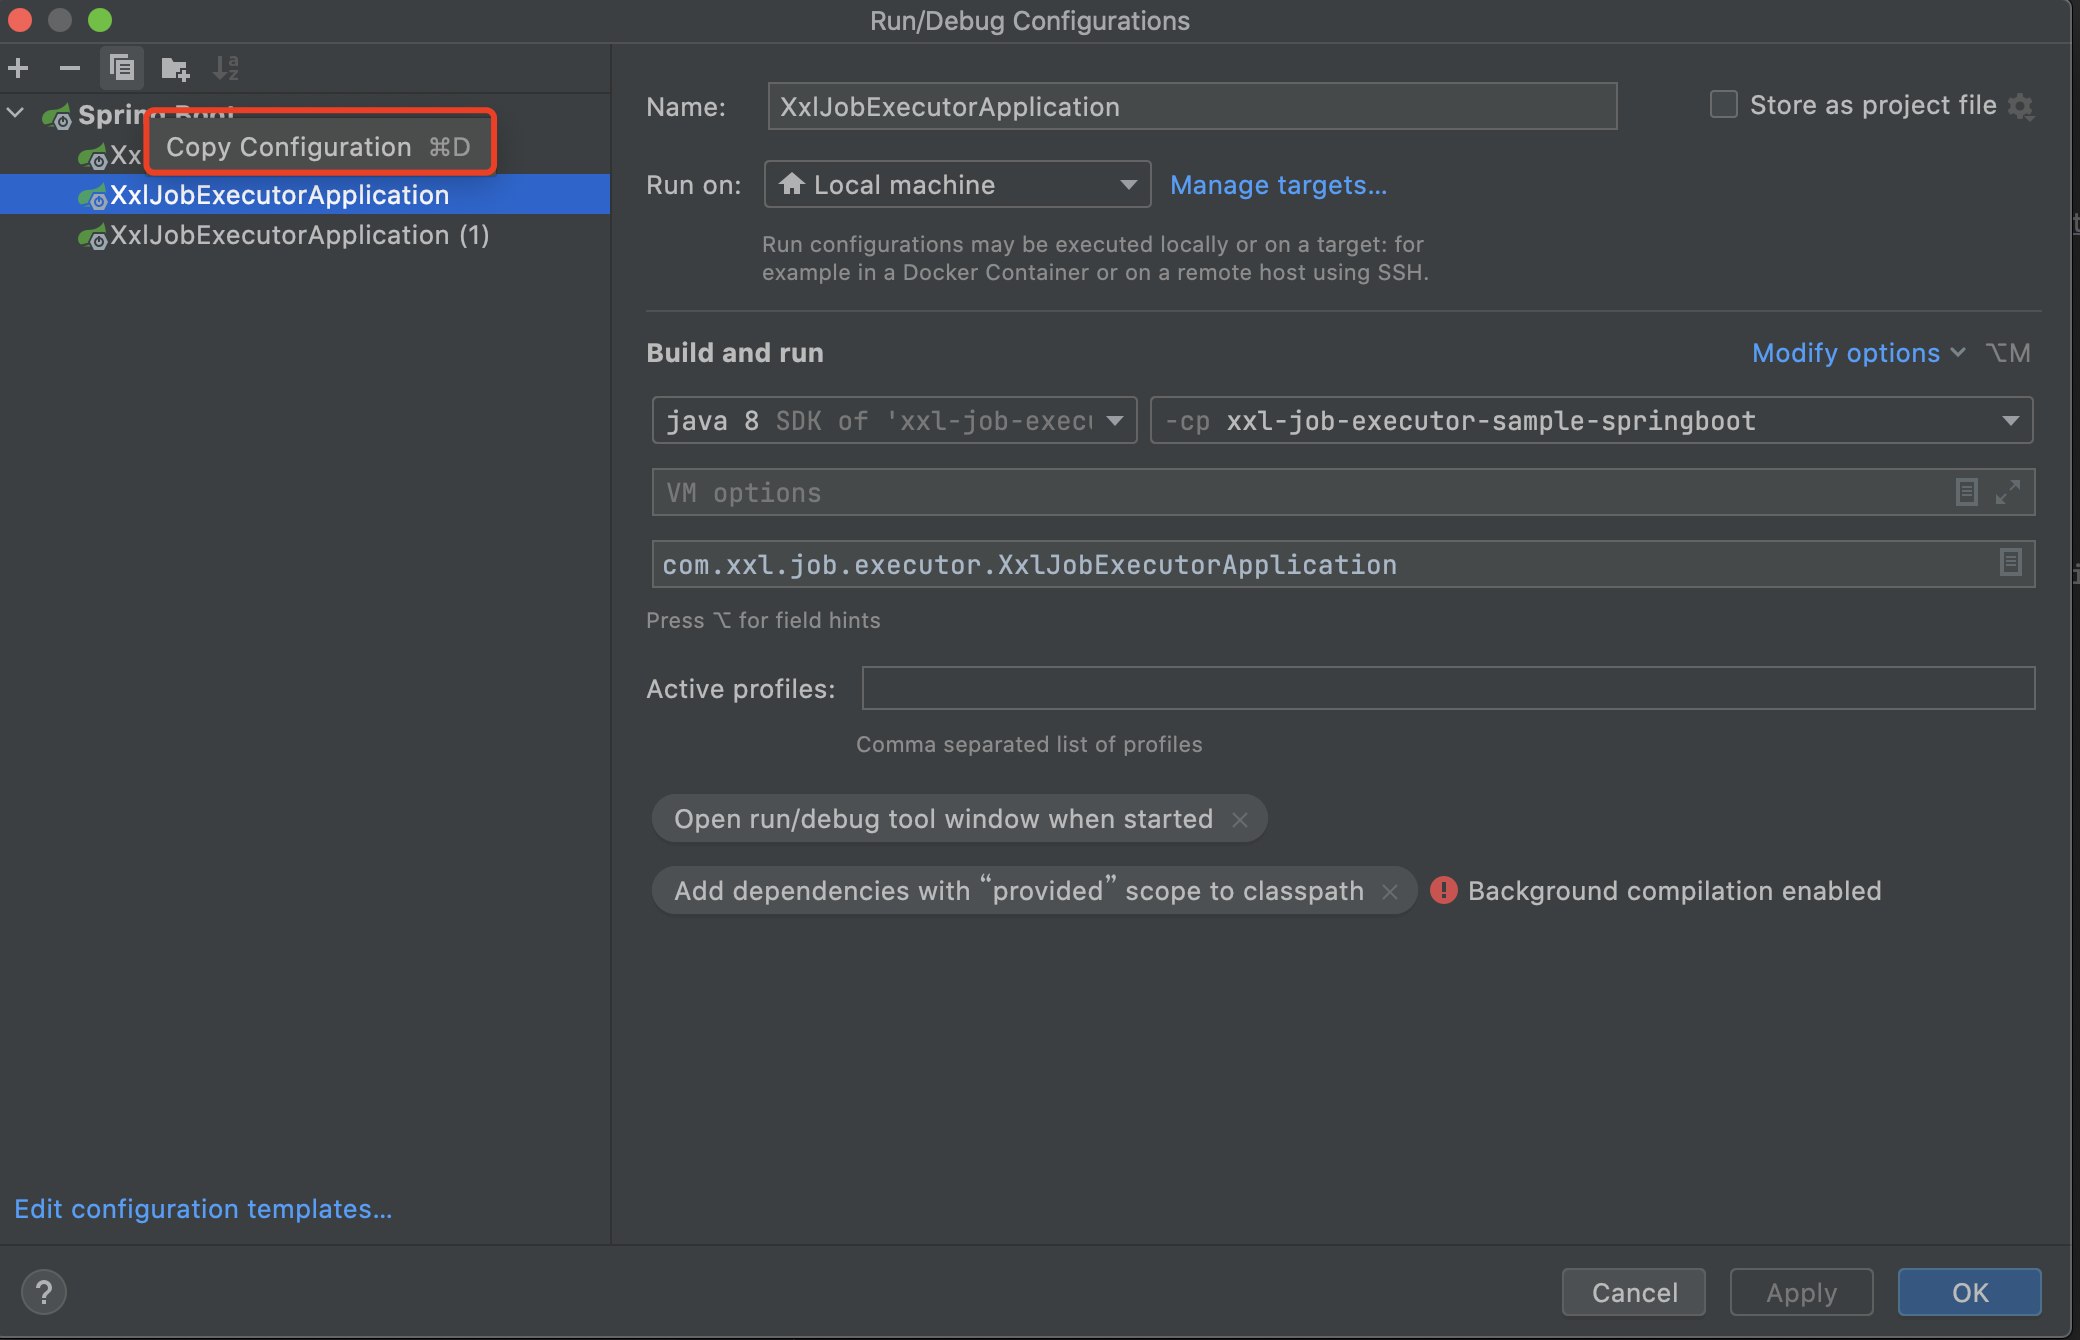 Run/Debug Configurations
Spring Boot
Copy Configuration ⌘D
Xx
XxlJobExecutorApplication
XxlJobExecutorApplication (1)
Edit configuration templates...
Name: XxlJobExecutorApplication
Store as project file
Run on: Local machine
Manage targets...
Run configurations may be executed locally or on a target: for
example in a Docker Container or on a remote host using SSH.
Build and run
Modify options ⌥M
java 8 SDK of 'xxl-job-exec
-cp xxl-job-executor-sample-springboot
VM options
com.xxl.job.executor.XxlJobExecutorApplication
Press ⌥ for field hints
Active profiles:
Comma separated list of profiles
Open run/debug tool window when started ×
Add dependencies with “provided” scope to classpath ×
Background compilation enabled
?
Cancel
Apply
OK